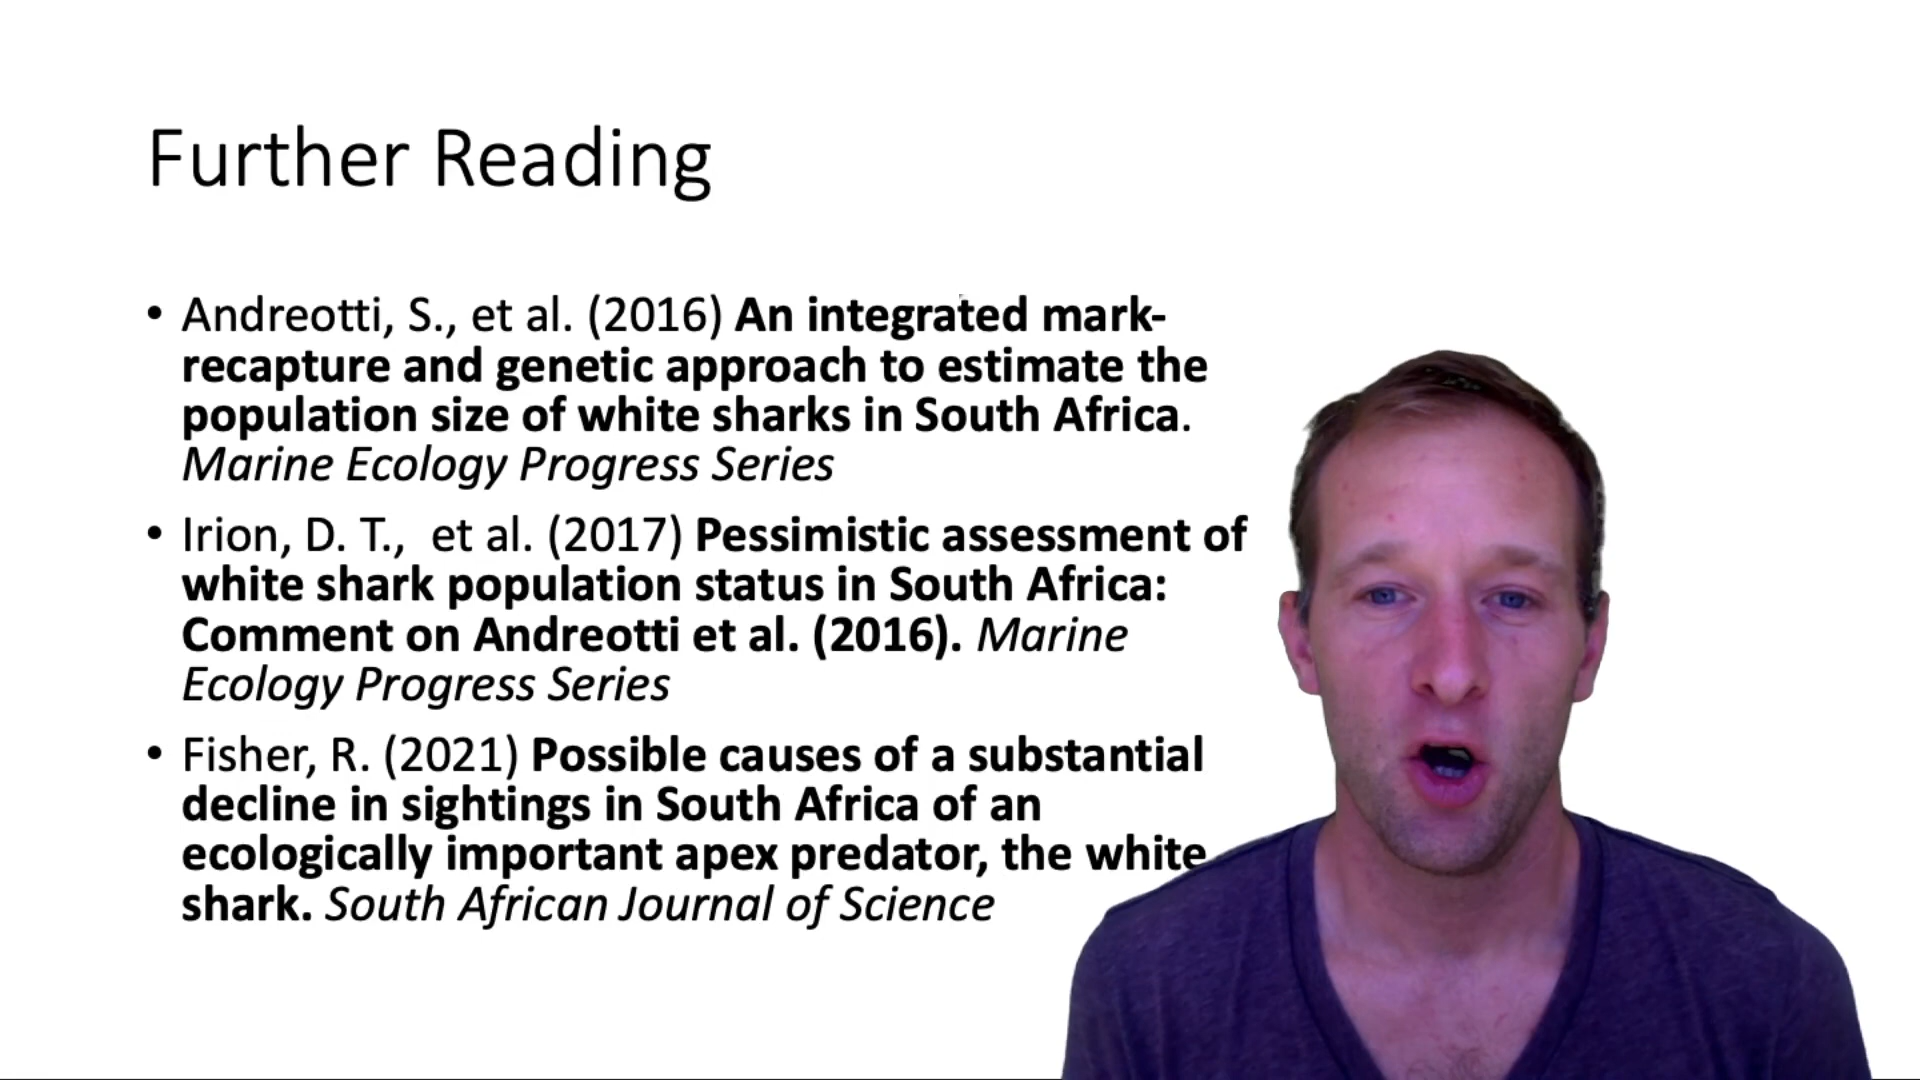 Further Reading
• Andreotti, S., et al. (2016) An integrated mark-
recapture and genetic approach to estimate the
population size of white sharks in South Africa.
Marine Ecology Progress Series
• Irion, D. T.,  et al. (2017) Pessimistic assessment of
white shark population status in South Africa:
Comment on Andreotti et al. (2016). Marine
Ecology Progress Series
• Fisher, R. (2021) Possible causes of a substantial
decline in sightings in South Africa of an
ecologically important apex predator, the white
shark. South African Journal of Science